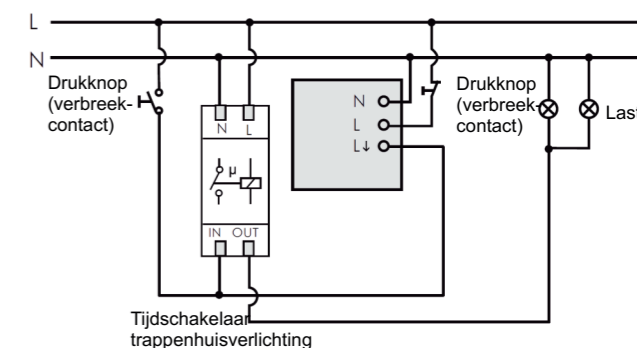 L
N
Drukknop
(verbreek-
contact)
N L
μ
IN OUT
N
L
L↓
Drukknop
(verbreek-
contact)
Last
Tijdschakelaar
trappenhuisverlichting